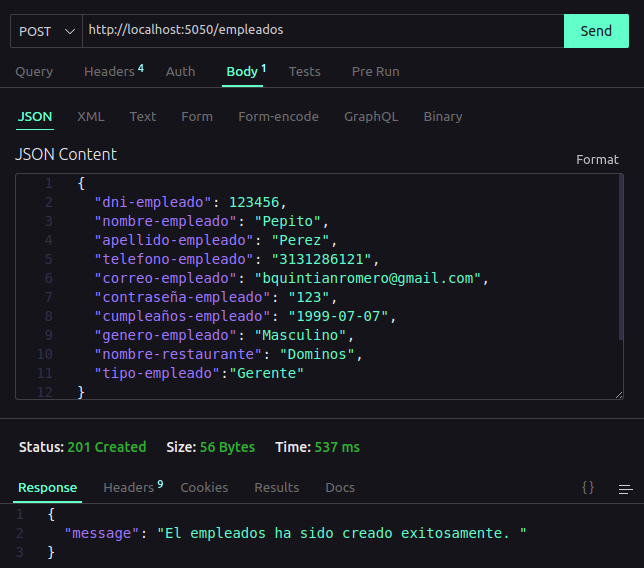 POST http://localhost:5050/empleados Send
Query Headers 4 Auth Body 1 Tests Pre Run
JSON XML Text Form Form-encode GraphQL Binary
JSON Content Format
1 {
2 "dni-empleado": 123456,
3 "nombre-empleado": "Pepito",
4 "apellido-empleado": "Perez",
5 "telefono-empleado": "3131286121",
6 "correo-empleado": "bquintianromero@gmail.com",
7 "contraseña-empleado": "123",
8 "cumpleaños-empleado": "1999-07-07",
9 "genero-empleado": "Masculino",
10 "nombre-restaurante": "Dominos",
11 "tipo-empleado":"Gerente"
12 }
Status: 201 Created Size: 56 Bytes Time: 537 ms
Response Headers 9 Cookies Results Docs {}
1 {
2 "message": "El empleados ha sido creado exitosamente. "
3 }